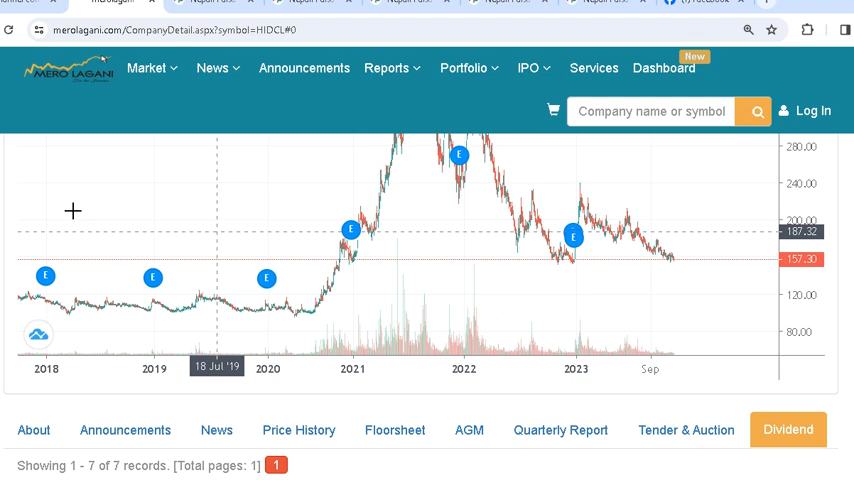 merolagani.com/CompanyDetail.aspx?symbol=HIDCL#0
MERO LAGANI
Market News Announcements Reports Portfolio IPO Services Dashboard New
Company name or symbol Log In
280.00
240.00
200.00
187.32
157.30
120.00
80.00
E E E E E E
2018 2019 18 Jul '19 2020 2021 2022 2023 Sep
About Announcements News Price History Floorsheet AGM Quarterly Report Tender & Auction Dividend
Showing 1 - 7 of 7 records. [Total pages: 1] 1